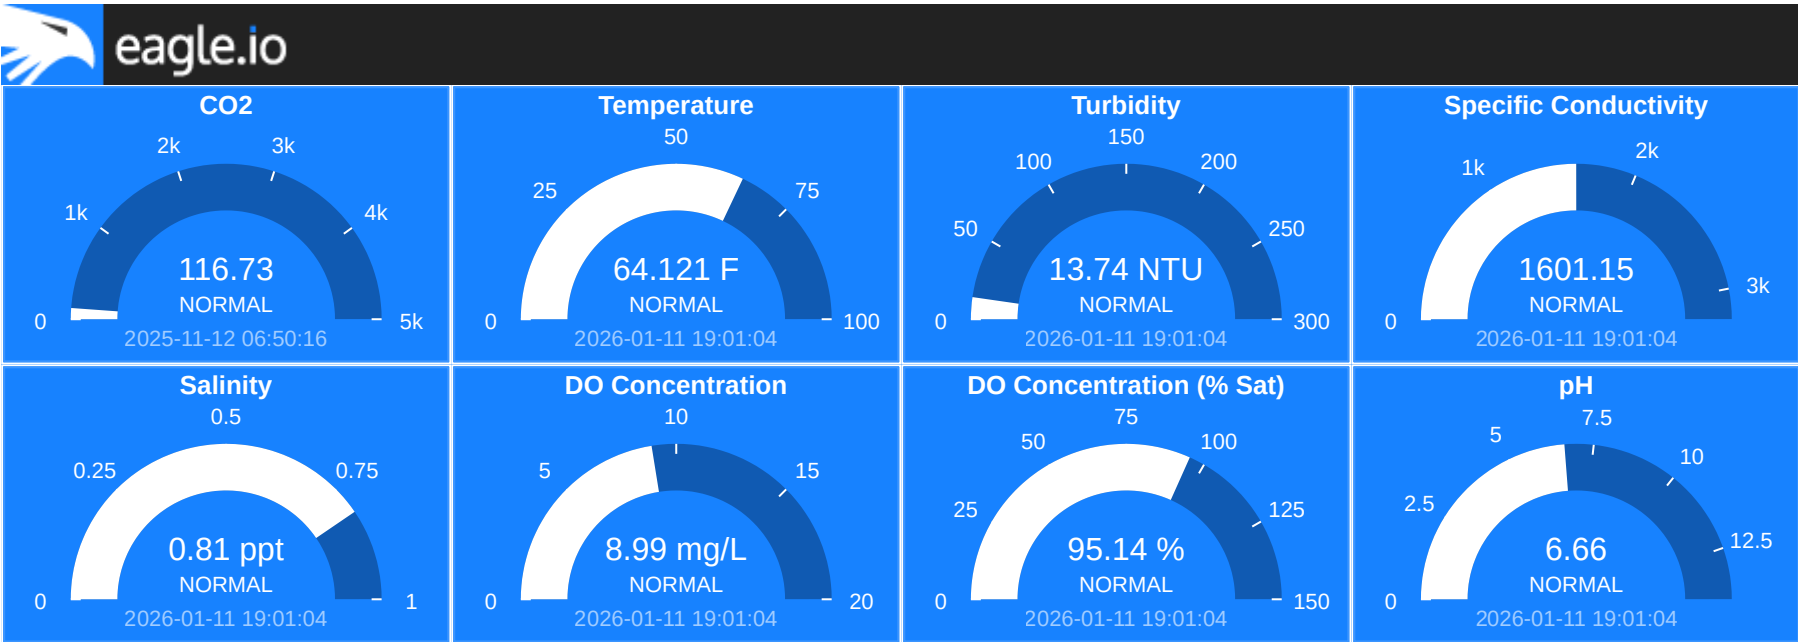 eagle.io
CO2
0
1k
2k
3k
4k
5k
116.73
NORMAL
2025-11-12 06:50:16
Temperature
0
25
50
75
100
64.121 F
NORMAL
2026-01-11 19:01:04
Turbidity
0
50
100
150
200
250
300
13.74 NTU
NORMAL
2026-01-11 19:01:04
Specific Conductivity
0
1k
2k
3k
1601.15
NORMAL
2026-01-11 19:01:04
Salinity
0
0.25
0.5
0.75
1
0.81 ppt
NORMAL
2026-01-11 19:01:04
DO Concentration
0
5
10
15
20
8.99 mg/L
NORMAL
2026-01-11 19:01:04
DO Concentration (% Sat)
0
25
50
75
100
125
150
95.14 %
NORMAL
2026-01-11 19:01:04
pH
0
2.5
5
7.5
10
12.5
6.66
NORMAL
2026-01-11 19:01:04